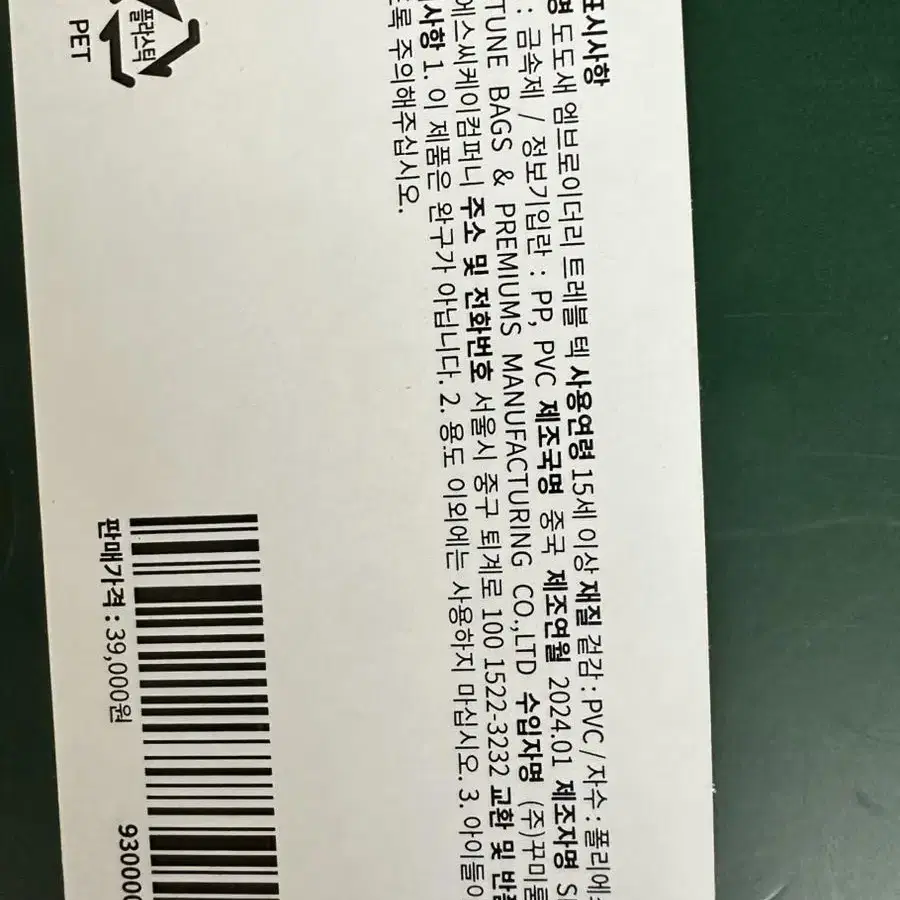 표시사항
명 도도새 엠브로이더리 트레블 텍 사용연령 15세 이상 재질 겉감 : PVC / 자수 : 폴리에
: 금속제 / 정보기입란 : PP, PVC 제조국명 중국 제조연월 2024.01 제조자명
TUNE BAGS & PREMIUMS MANUFACTURING CO.,LTD 수입자명 (주)꾸미
에스씨케이컴퍼니 주소 및 전화번호 서울시 중구 퇴계로 100 1522-3232 교환 및 반
사항 1. 이 제품은 완구가 아닙니다. 2. 용도 이외에는 사용하지 마십시오. 3. 아이들이
록 주의해주십시오.
플라스틱
PET
판매가격 : 39,000원
930000